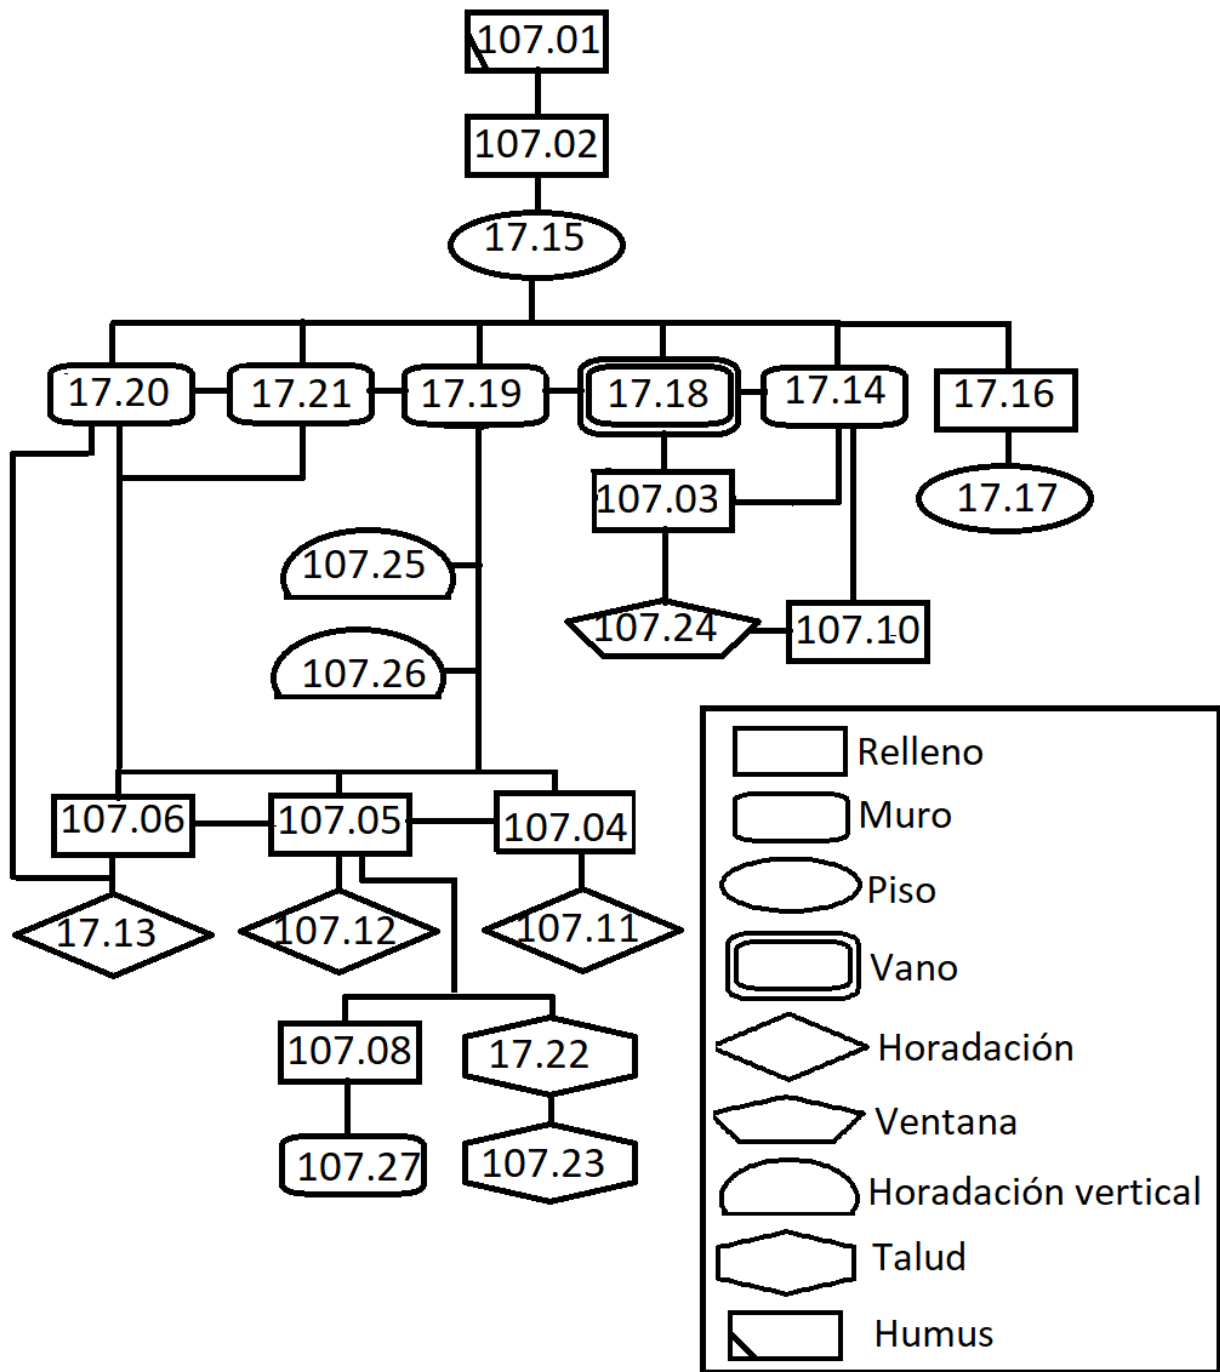 107.01
107.02
17.15
17.20 17.21 17.19 17.18 17.14 17.16
107.03 17.17
107.25
107.24 107.10
107.26
107.06 107.05 107.04
17.13 107.12 107.11
107.08 17.22
107.27 107.23
Relleno
Muro
Piso
Vano
Horadación
Ventana
Horadación vertical
Talud
Humus